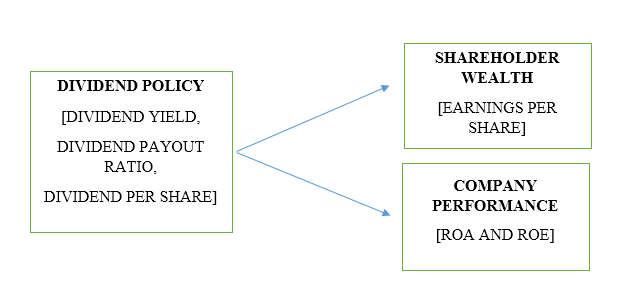 DIVIDEND POLICY
[DIVIDEND YIELD,
DIVIDEND PAYOUT
RATIO,
DIVIDEND PER SHARE]
SHAREHOLDER
WEALTH
[EARNINGS PER
SHARE]
COMPANY
PERFORMANCE
[ROA AND ROE]